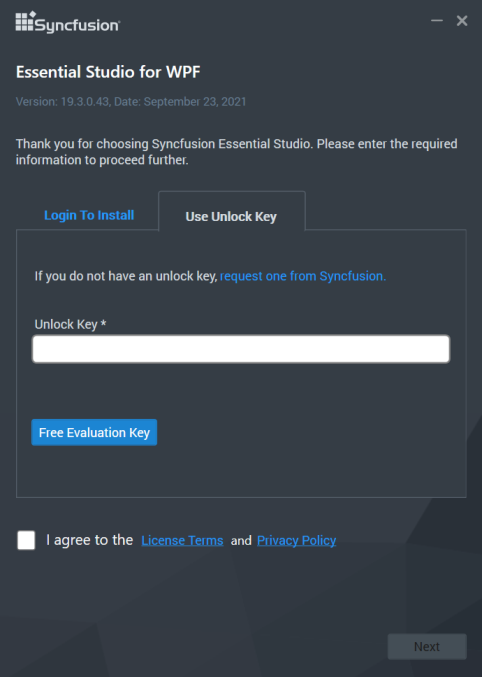 Syncfusion
Essential Studio for WPF
Version: 19.3.0.43, Date: September 23, 2021
Thank you for choosing Syncfusion Essential Studio. Please enter the required
information to proceed further.
Login To Install
Use Unlock Key
If you do not have an unlock key, request one from Syncfusion.
Unlock Key *
Free Evaluation Key
I agree to the License Terms and Privacy Policy
Next